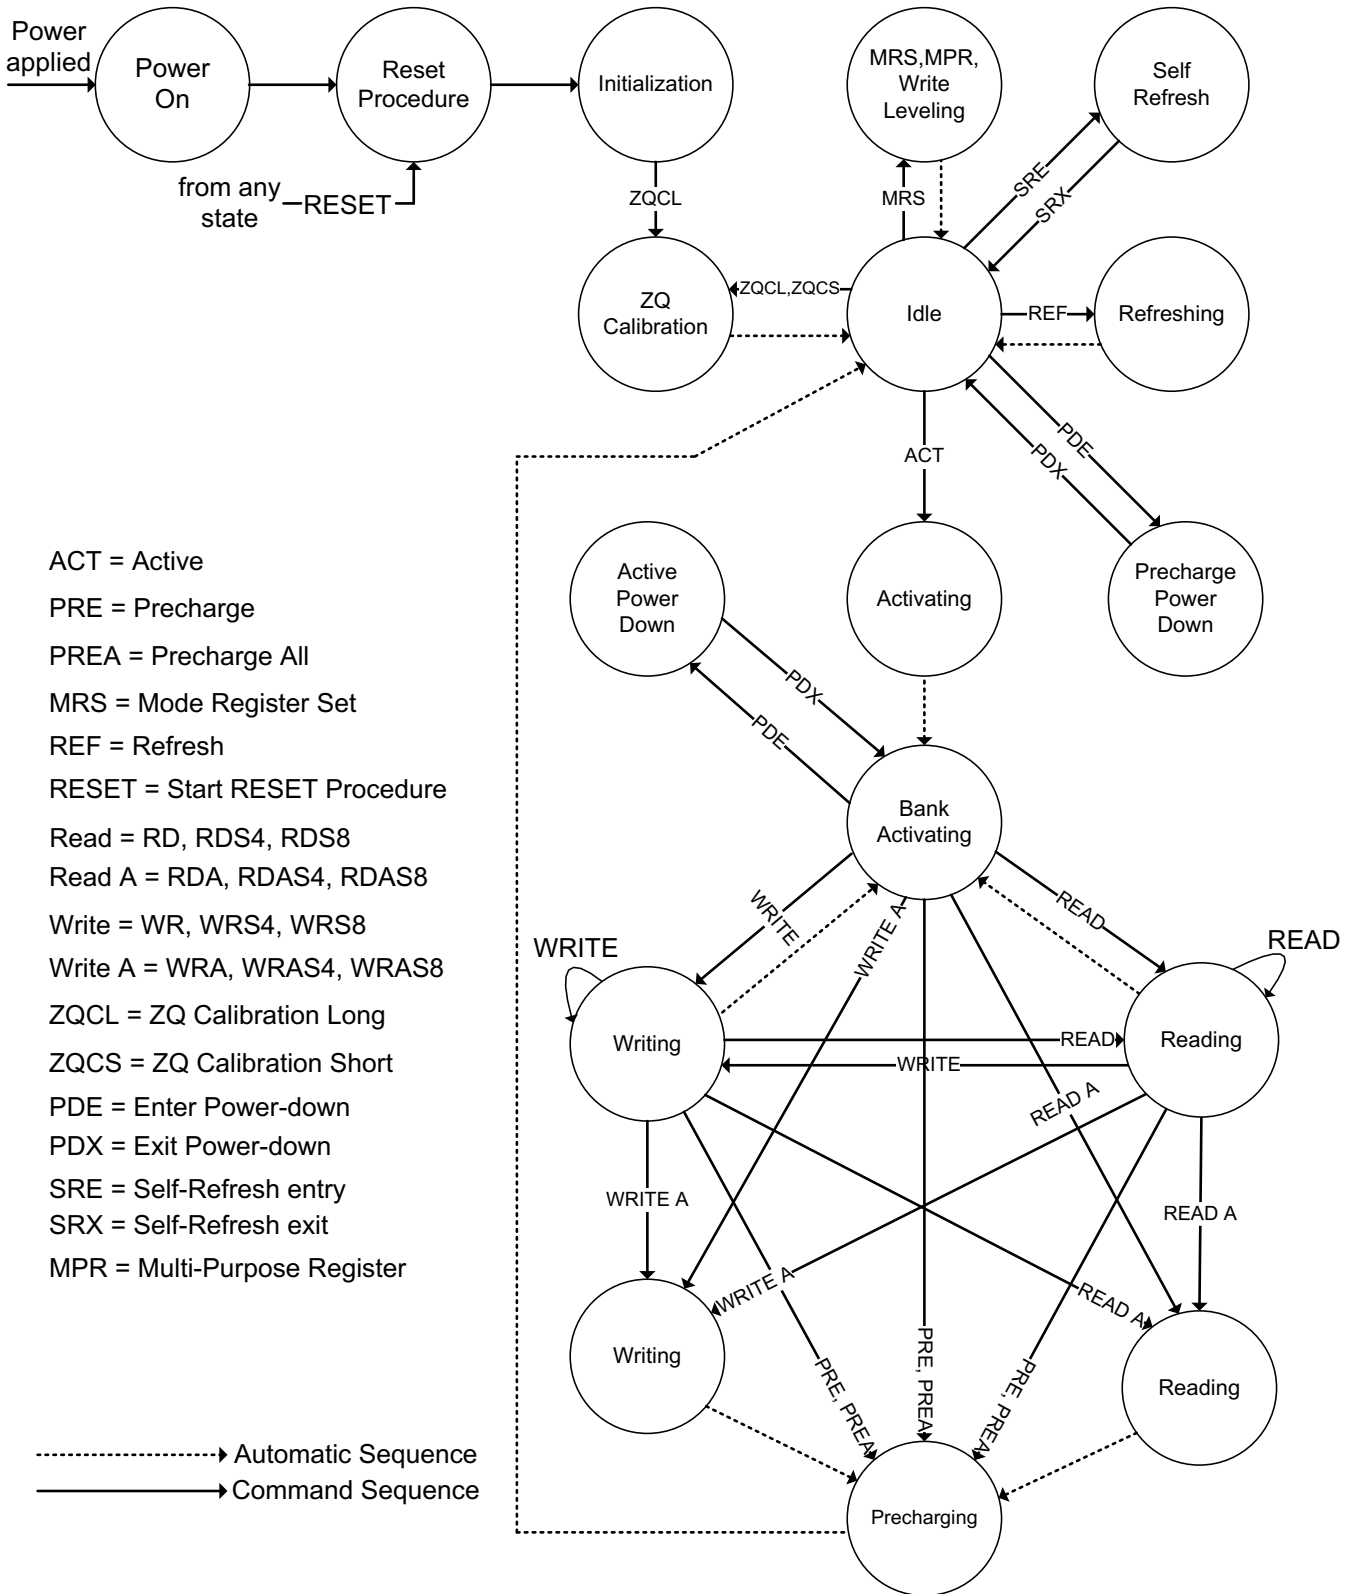 Power
applied
Power
On
Reset
Procedure
Initialization
MRS,MPR,
Write
Leveling
Self
Refresh
from any
state
RESET
ZQCL
MRS
SRE
SRX
ZQ
Calibration
ZQCL,ZQCS
Idle
REF
Refreshing
ACT
PDE
PDX
Active
Power
Down
Activating
Precharge
Power
Down
PDX
PDE
Bank
Activating
WRITE
WRITE A
READ
WRITE
READ
Writing
READ
Reading
WRITE
READ A
WRITE A
READ A
WRITE A
READ A
Writing
PRE, PREA
PRE, PREA
PRE, PREA
Reading
Precharging
ACT = Active
PRE = Precharge
PREA = Precharge All
MRS = Mode Register Set
REF = Refresh
RESET = Start RESET Procedure
Read = RD, RDS4, RDS8
Read A = RDA, RDAS4, RDAS8
Write = WR, WRS4, WRS8
Write A = WRA, WRAS4, WRAS8
ZQCL = ZQ Calibration Long
ZQCS = ZQ Calibration Short
PDE = Enter Power-down
PDX = Exit Power-down
SRE = Self-Refresh entry
SRX = Self-Refresh exit
MPR = Multi-Purpose Register
Automatic Sequence
Command Sequence